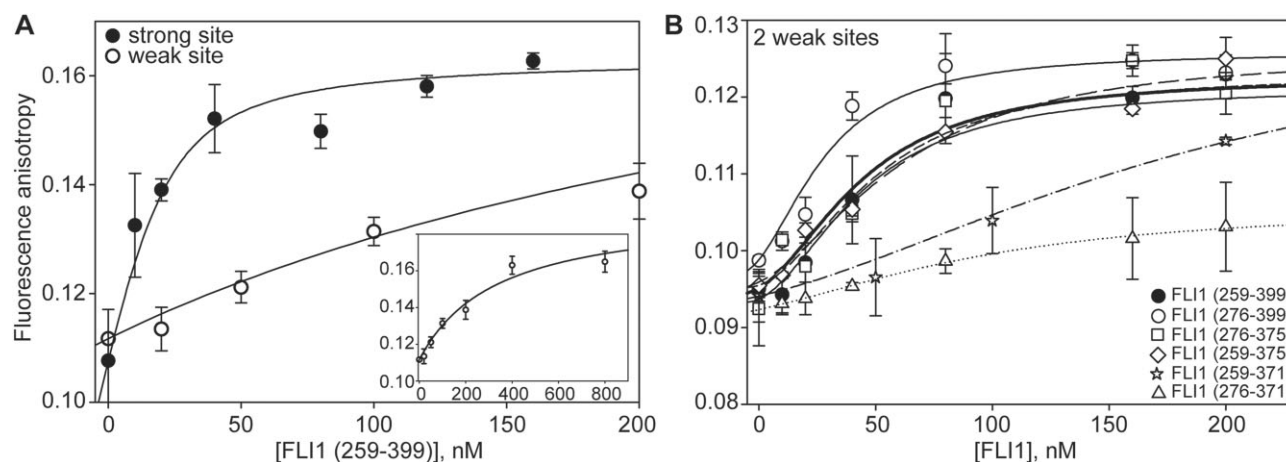 A
strong site
weak site
Fluorescence anisotropy
0.16
0.14
0.12
0.10
0 50 100 150 200
[FLI1 (259-399)], nM
0.16
0.14
0.12
0.10
0 200 400 600 800
B
2 weak sites
0.13
0.12
0.11
0.10
0.09
0.08
0 50 100 150 200
[FLI1], nM
FLI1 (259-399)
FLI1 (276-399)
FLI1 (276-375)
FLI1 (259-375)
FLI1 (259-371)
FLI1 (276-371)